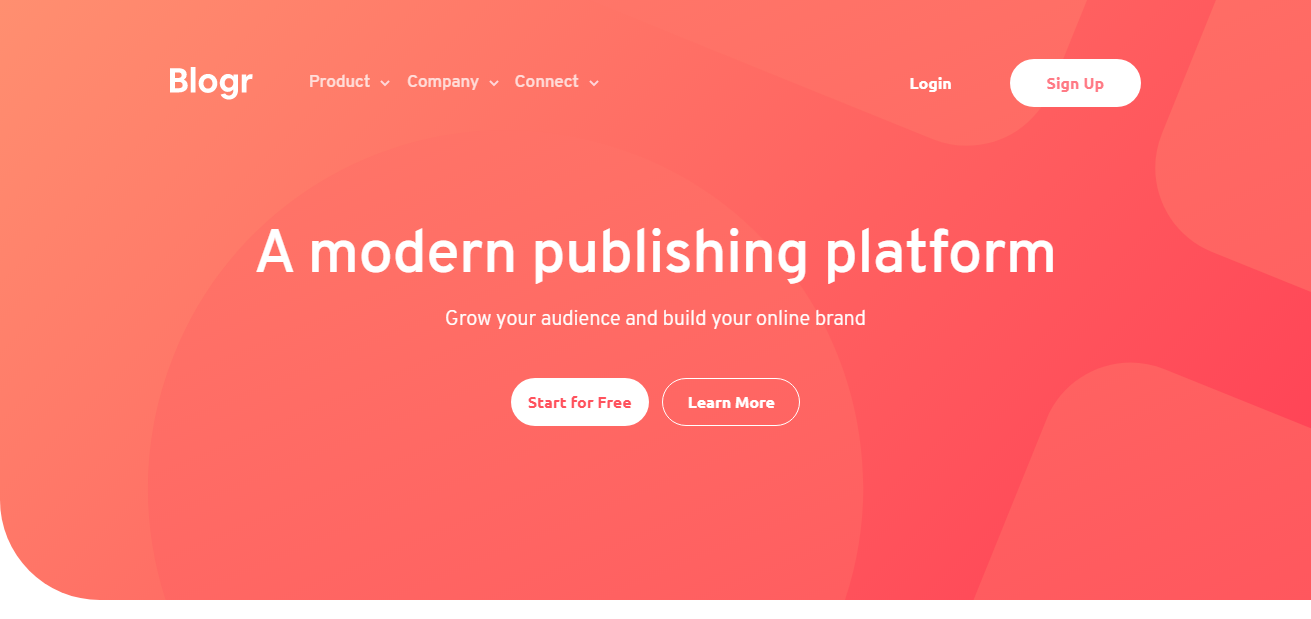 Blogr Product Company Connect Login Sign Up
A modern publishing platform
Grow your audience and build your online brand
Start for Free Learn More